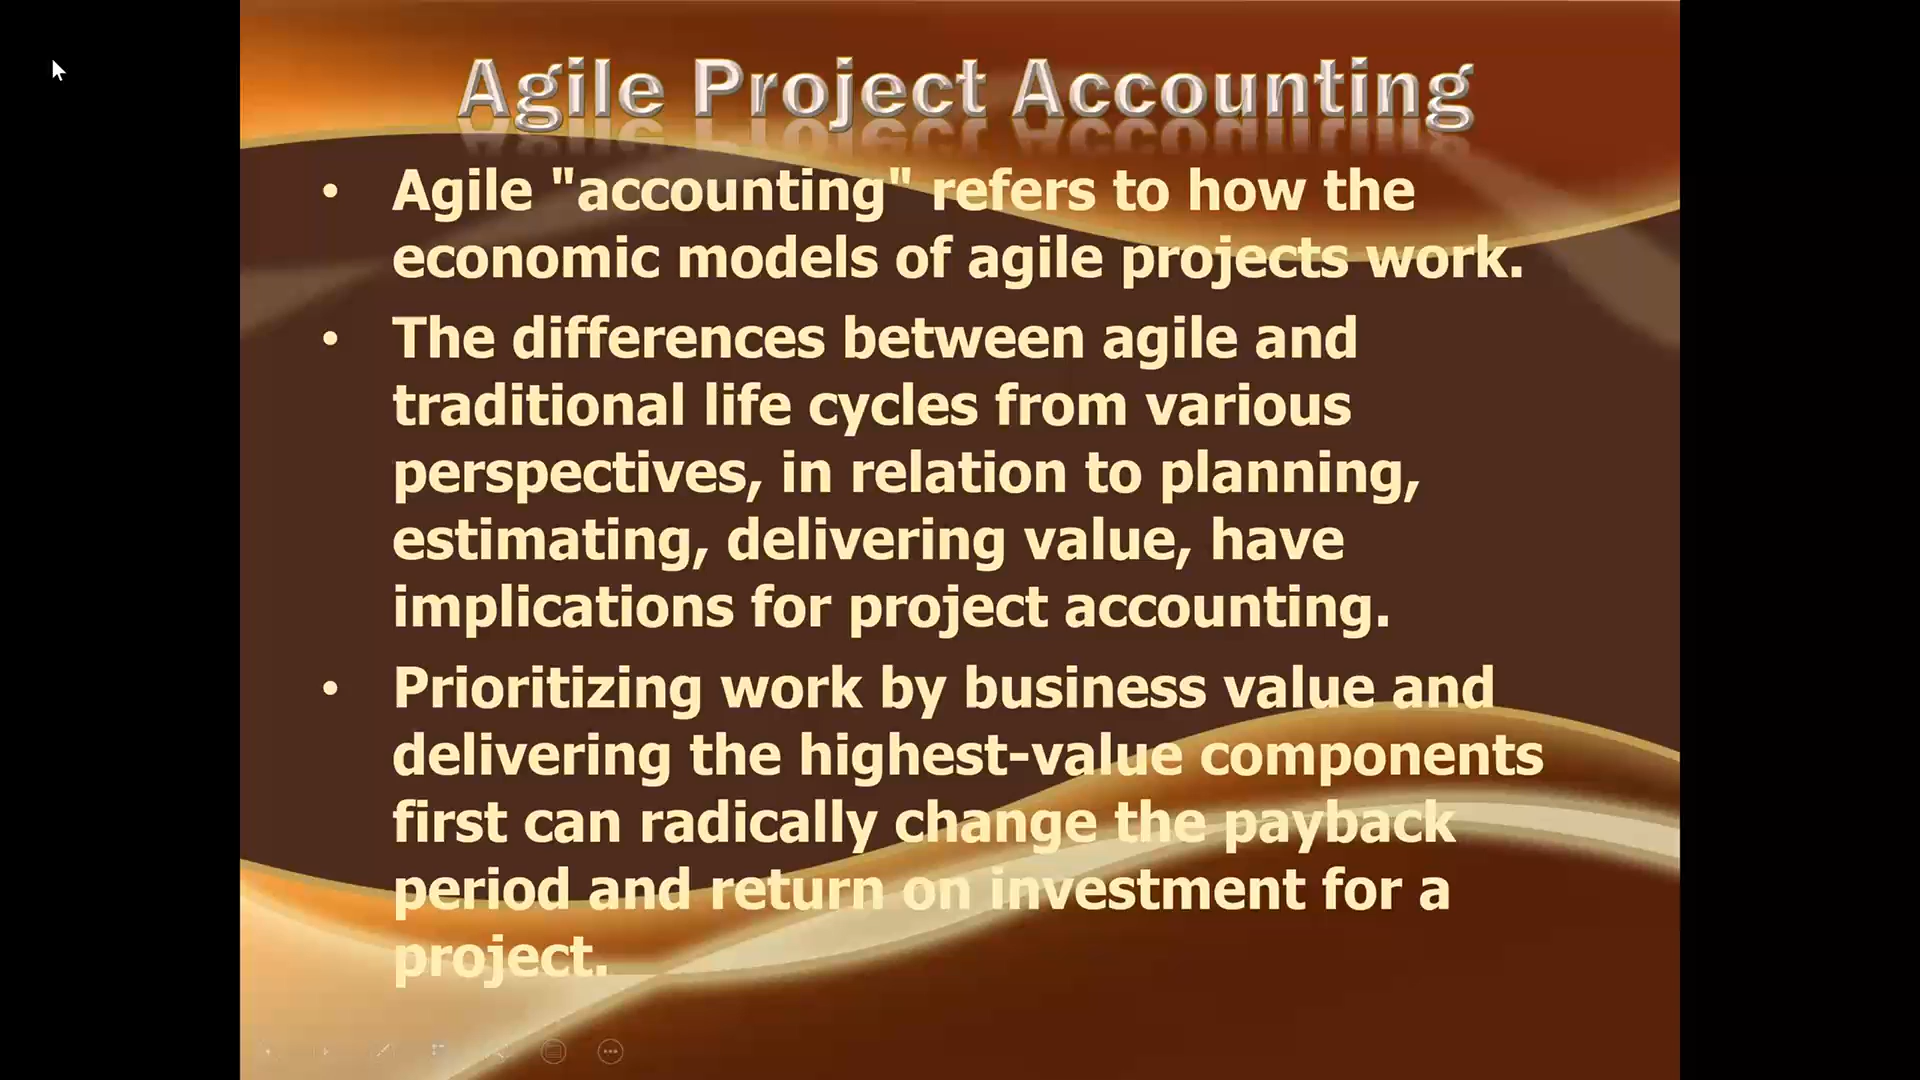 Agile Project Accounting
• Agile "accounting" refers to how the
economic models of agile projects work.
• The differences between agile and
traditional life cycles from various
perspectives, in relation to planning,
estimating, delivering value, have
implications for project accounting.
• Prioritizing work by business value and
delivering the highest-value components
first can radically change the payback
period and return on investment for a
project.